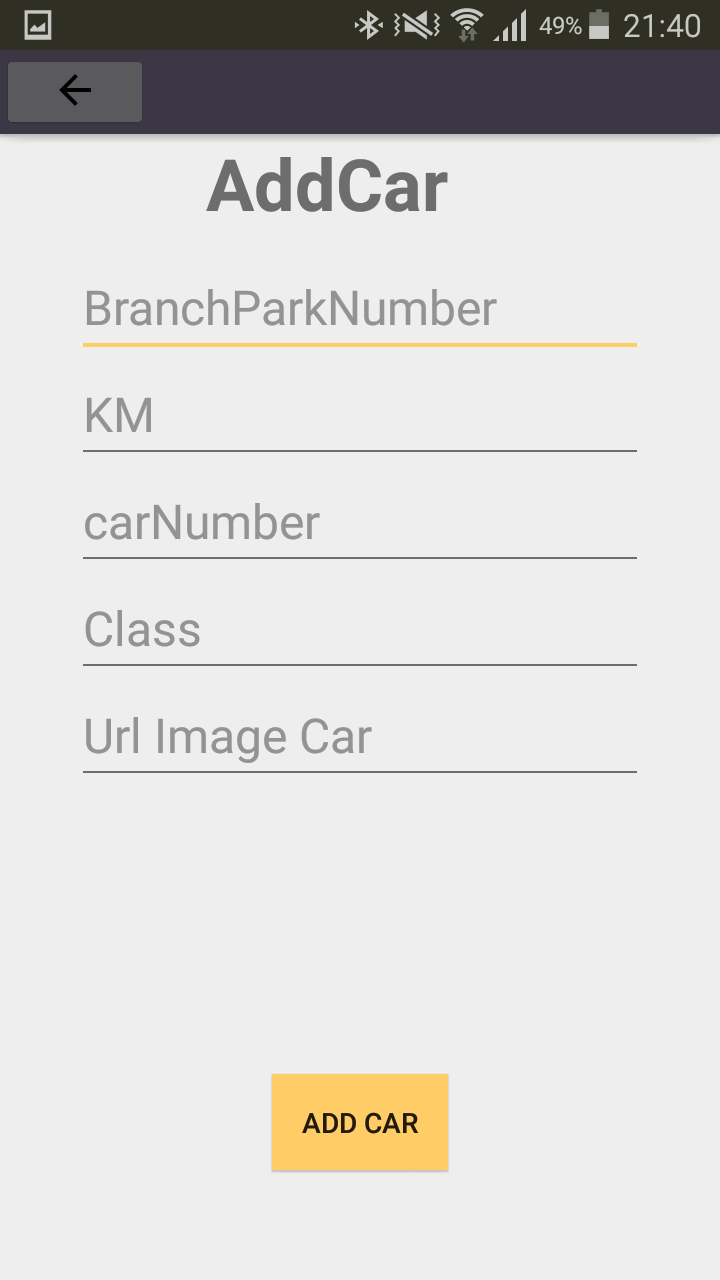 49% 21:40
AddCar
BranchParkNumber
KM
carNumber
Class
Url Image Car
ADD CAR